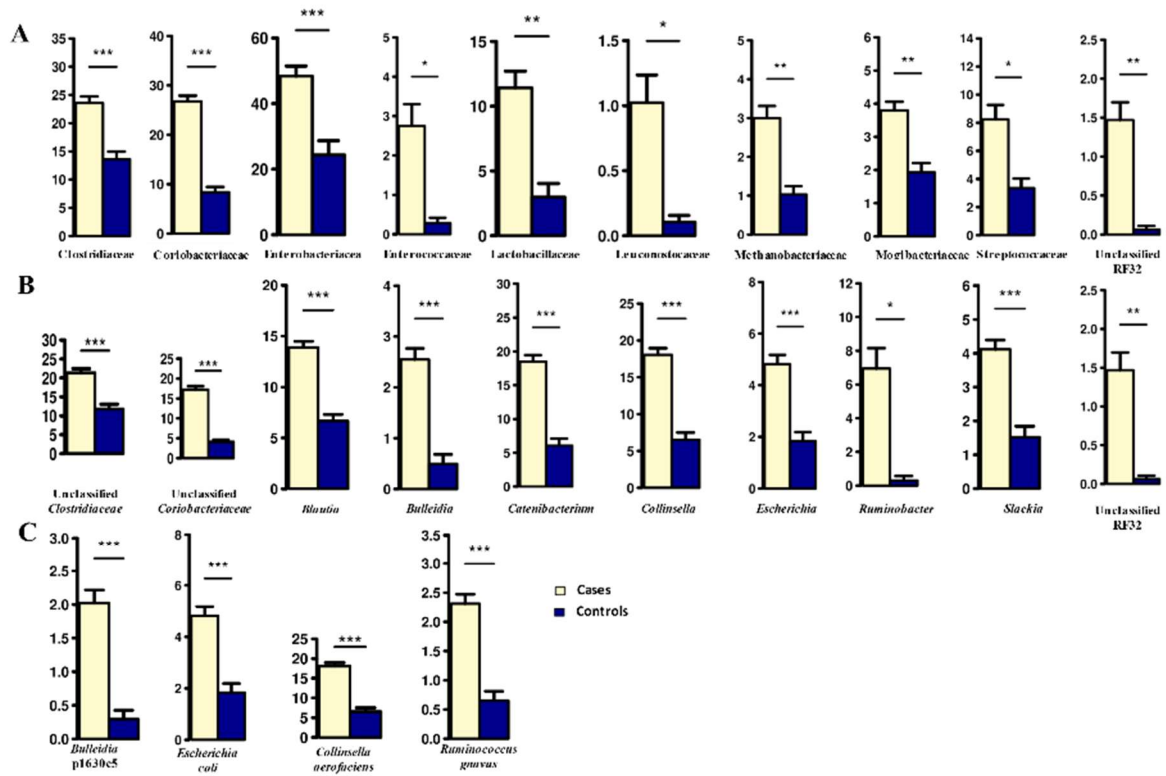 A
*** *** *** * ** * ** ** * **
35 30 25 20 15 10 5 0
40 30 20 10 0
60 40 20 0
5 4 3 2 1 0
15 10 5 0
1.5 1.0 0.5 0.0
5 4 3 2 1 0
6 5 4 3 2 1 0
14 12 10 8 6 4 2 0
2.5 2.0 1.5 1.0 0.5 0.0
Clostridiaceae Coriobacteriaceae Enterobacteriacea Enterococcaceae Lactobacillaceae Leuconostocaceae Methanobacteriaceae Mogibacteriaceae Streptococcaceae Unclassified
RF32
B
*** *** *** *** *** *** *** * *** **
30 25 20 15 10 5 0
25 20 15 10 5 0
20 15 10 5 0
4 3 2 1 0
30 25 20 15 10 5 0
25 20 15 10 5 0
8 6 4 2 0
12 10 8 6 4 2 0
6 5 4 3 2 1 0
2.5 2.0 1.5 1.0 0.5 0.0
Unclassified
Clostridiaceae
Unclassified
Coriobacteriaceae
Blautia Bulleidia Catenibacterium Collinsella Escherichia Ruminobacter Slackia Unclassified
RF32
C
*** *** *** ***
3.0 2.5 2.0 1.5 1.0 0.5 0.0
8 6 4 2 0
25 20 15 10 5 0
3.5 3.0 2.5 2.0 1.5 1.0 0.5 0.0
Cases
Controls
Bulleidia
p1630c5
Escherichia
coli
Collinsella
aerofaciens
Ruminococcus
gnavus